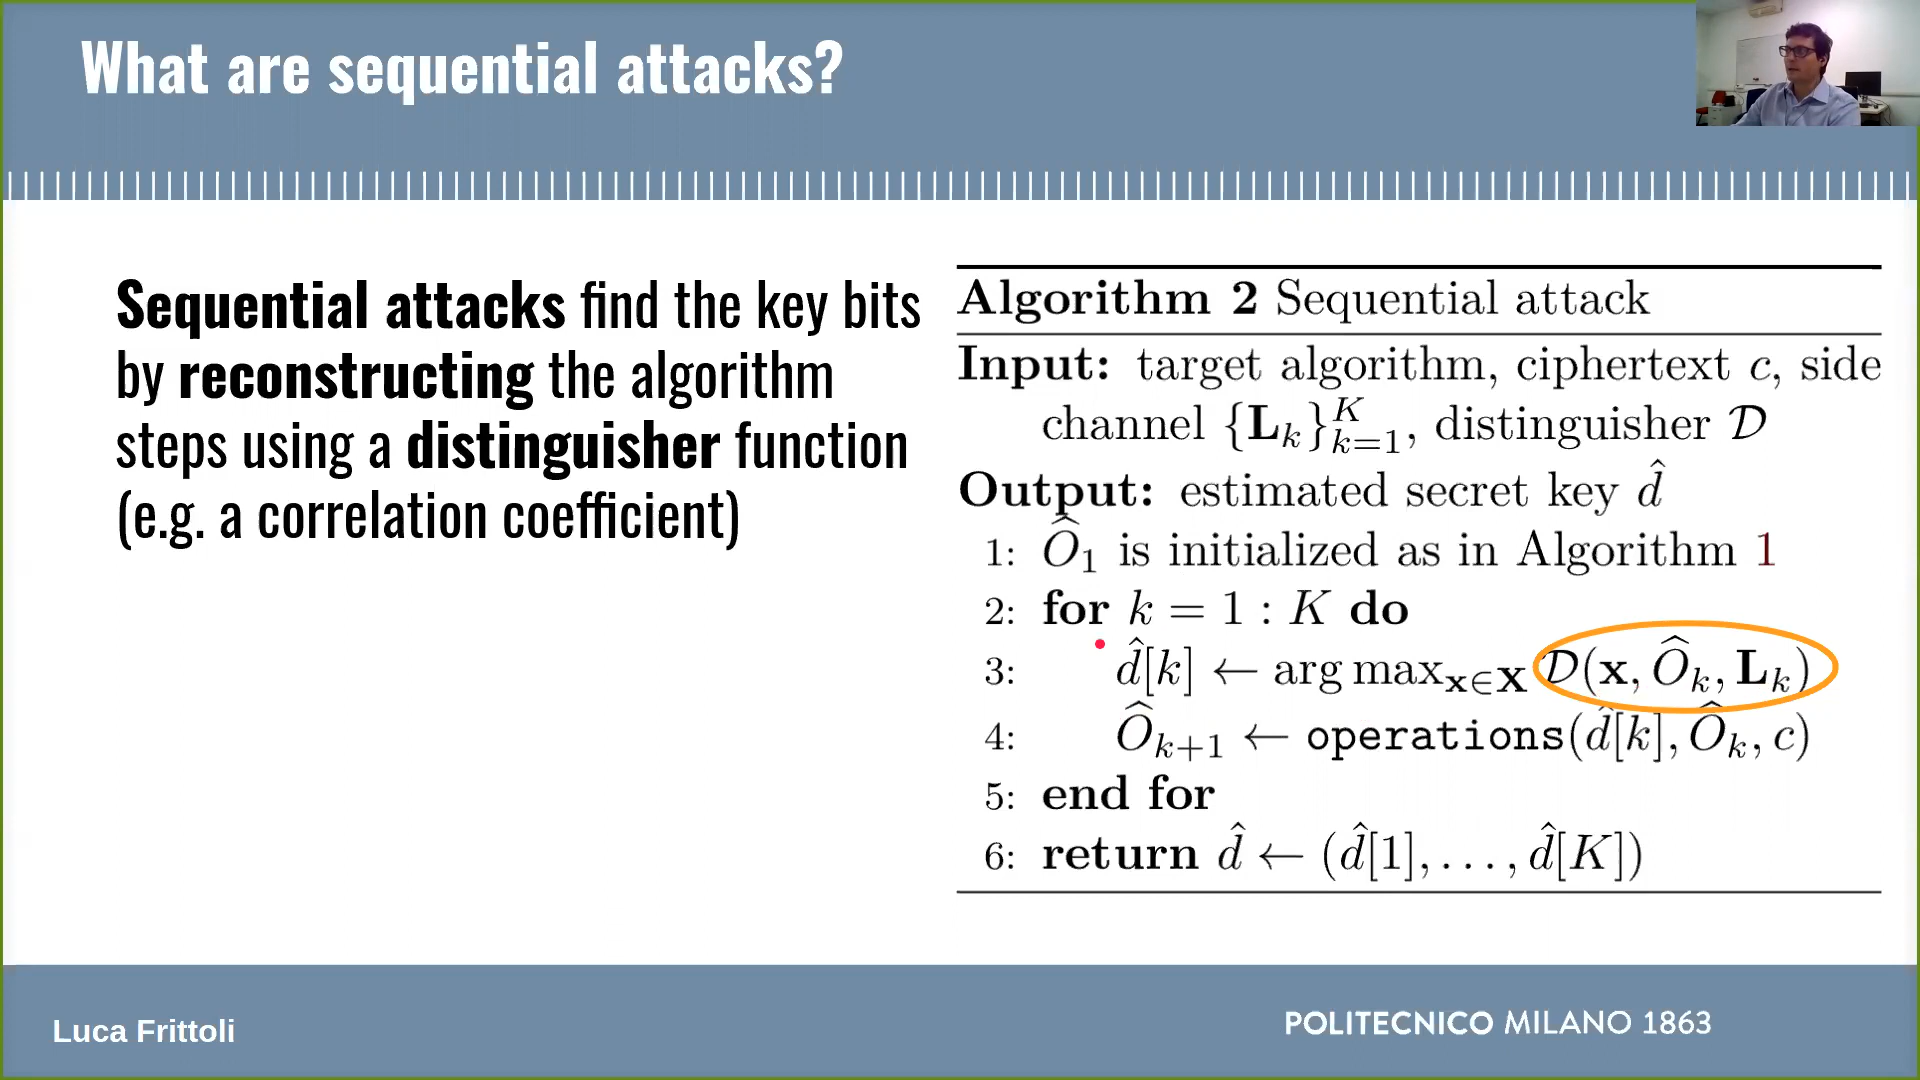 What are sequential attacks?
Sequential attacks find the key bits
by reconstructing the algorithm
steps using a distinguisher function
(e.g. a correlation coefficient)
Algorithm 2 Sequential attack
Input: target algorithm, ciphertext c, side
channel {L_k}_{k=1}^K, distinguisher 𝒟
Output: estimated secret key d̂
1: Ô_1 is initialized as in Algorithm 1
2: for k = 1 : K do
3: d̂[k] ← arg max_{x∈X} 𝒟(x, Ô_k, L_k)
4: Ô_{k+1} ← operations(d̂[k], Ô_k, c)
5: end for
6: return d̂ ← (d̂[1], . . . , d̂[K])
Luca Frittoli
POLITECNICO MILANO 1863